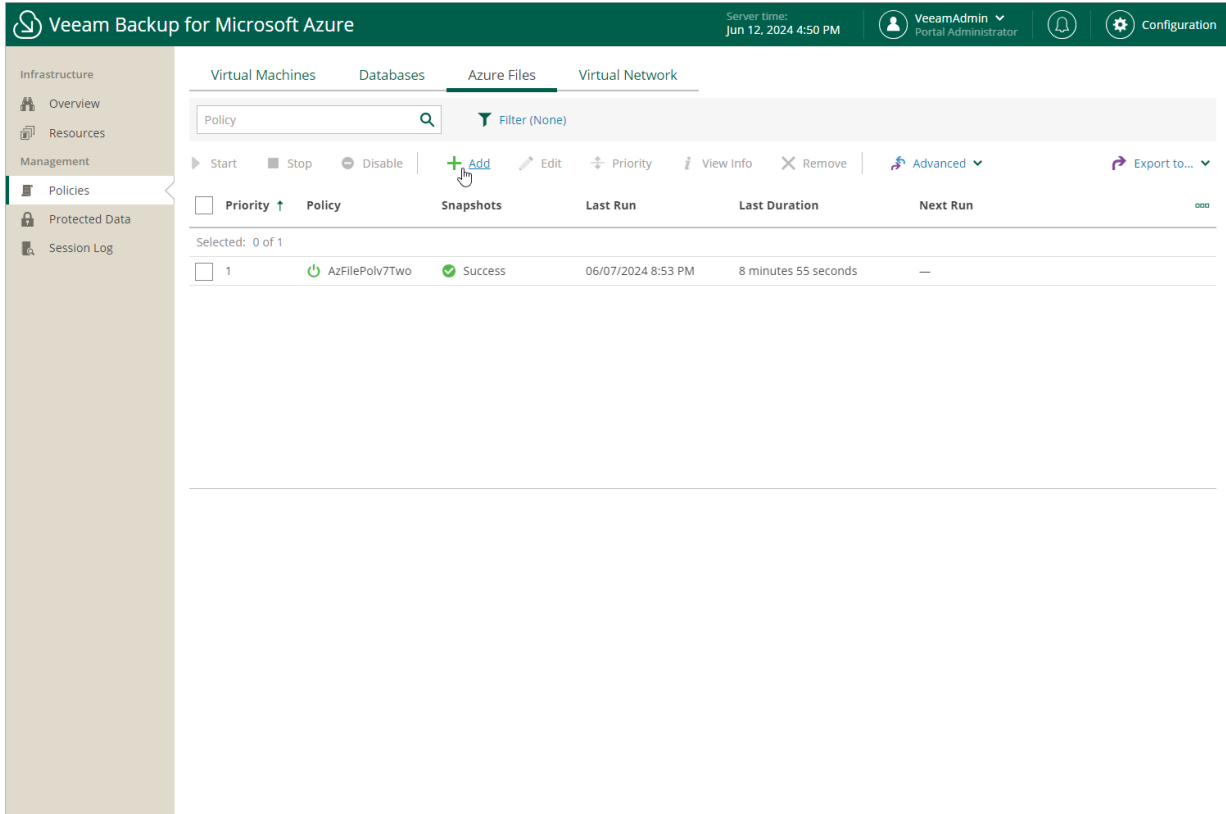 Veeam Backup for Microsoft Azure
Server time:
Jun 12, 2024 4:50 PM
VeeamAdmin
Portal Administrator
Configuration
Infrastructure
Overview
Resources
Management
Policies
Protected Data
Session Log
Virtual Machines Databases Azure Files Virtual Network
Policy Filter (None)
Start Stop Disable Add Edit Priority View Info Remove Advanced Export to...
Priority Policy Snapshots Last Run Last Duration Next Run
Selected: 0 of 1
1 AzFilePolv7Two Success 06/07/2024 8:53 PM 8 minutes 55 seconds —